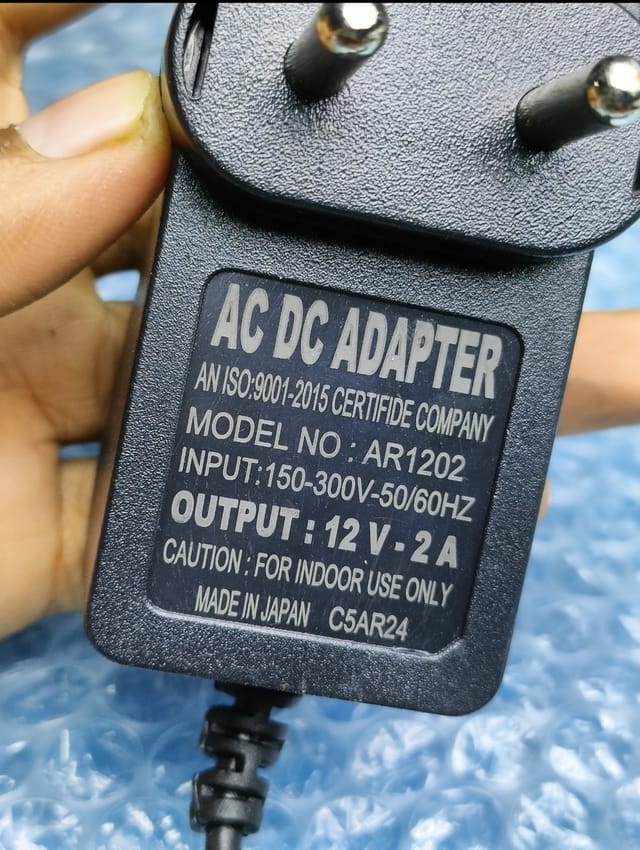 AC DC ADAPTER
AN ISO:9001-2015 CERTIFIDE COMPANY
MODEL NO : AR1202
INPUT:150-300V-50/60HZ
OUTPUT : 12 V - 2 A
CAUTION : FOR INDOOR USE ONLY
MADE IN JAPAN C5AR24